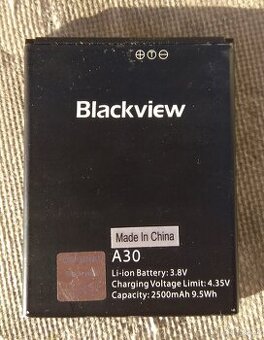 Blackview
Made In China
A30
Li-ion Battery: 3.8V
Charging Voltage Limit: 4.35V
Capacity: 2500mAh 9.5Wh